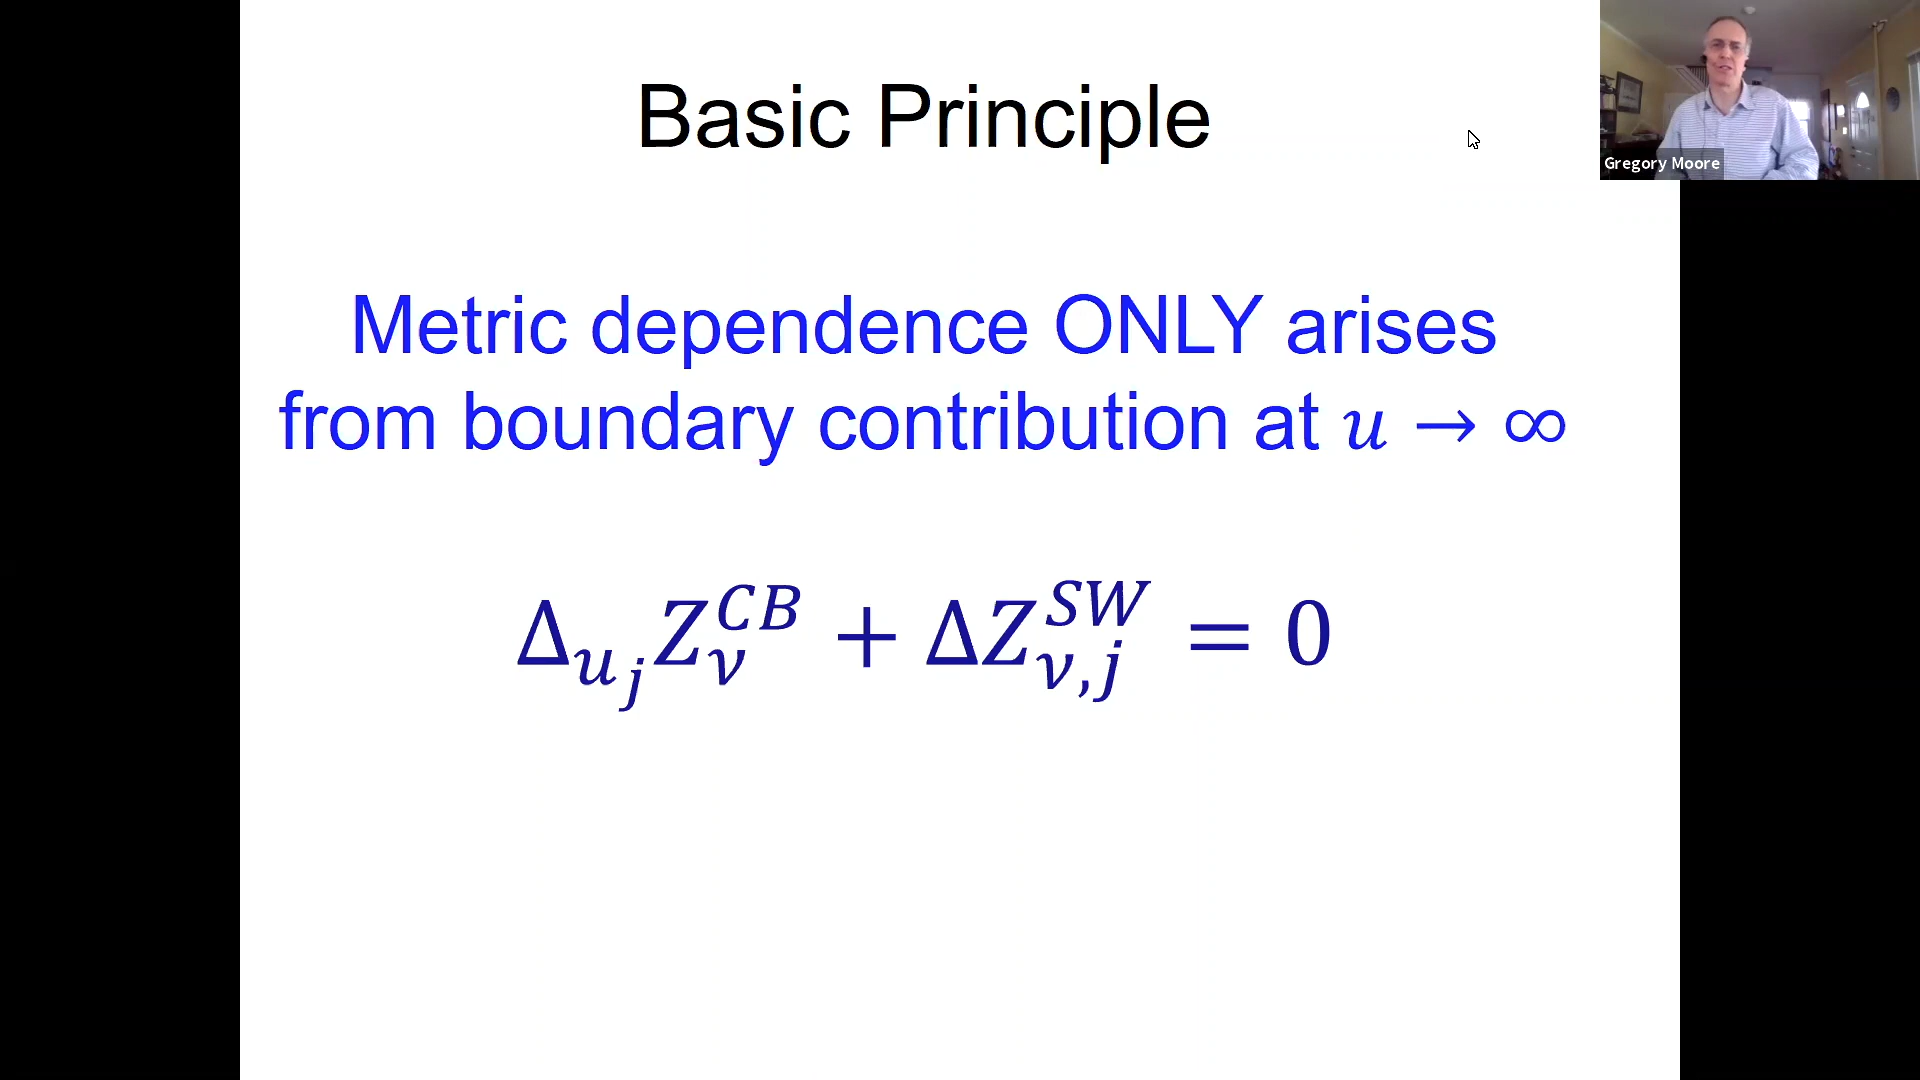 Basic Principle
Gregory Moore
Metric dependence ONLY arises
from boundary contribution at 𝑢 → ∞
Δ_{u_j} Z_ν^{CB} + ΔZ_{ν,j}^{SW} = 0